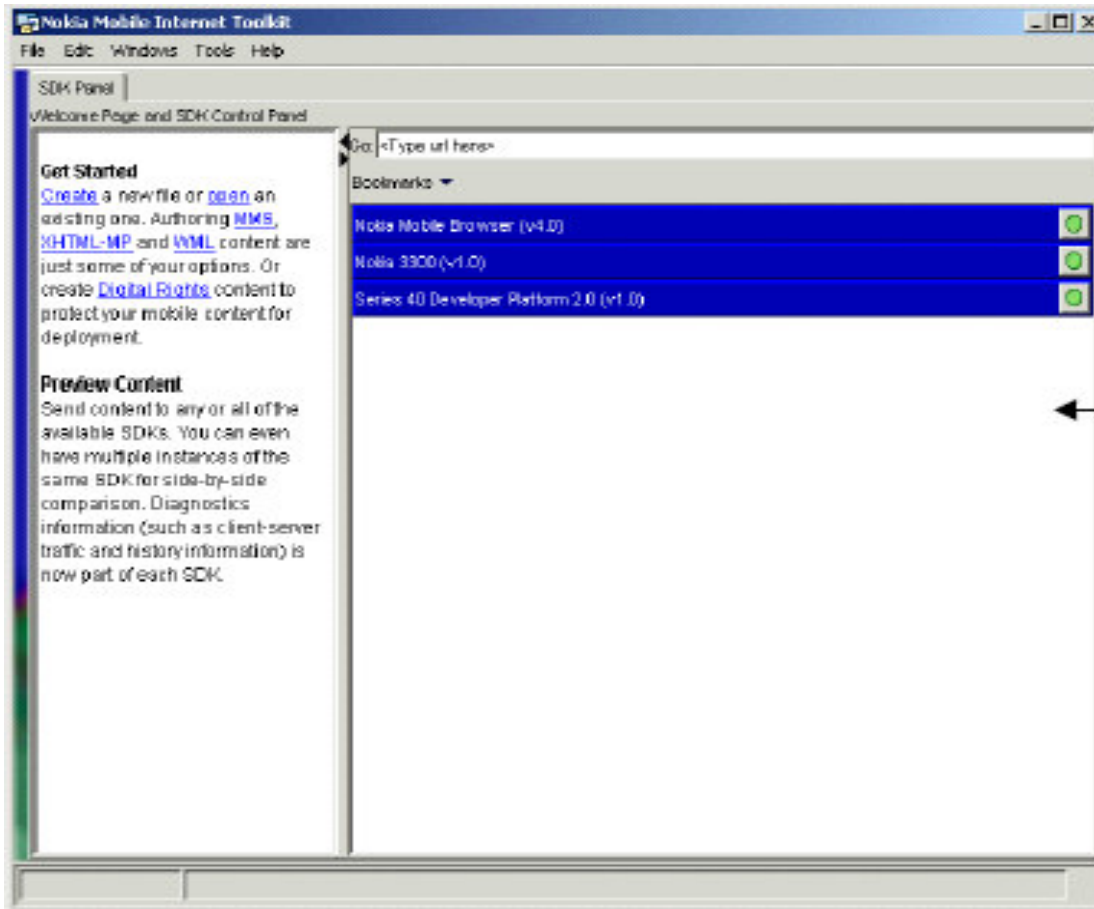 Nokia Mobile Internet Toolkit
File Edit Windows Tools Help
SDK Panel
Welcome Page and SDK Control Panel
Get Started
Create a new file or open an
existing one. Authoring MMS,
XHTML-MP and WML content are
just some of your options. Or
create Digital Rights content to
protect your mobile content for
deployment.
Preview Content
Send content to any or all of the
available SDKs. You can even
have multiple instances of the
same SDK for side-by-side
comparison. Diagnostics
information (such as client-server
traffic and history information) is
now part of each SDK.
Go: <Type url here>
Bookmarks
Nokia Mobile Browser (v4.0)
Nokia 3300 (v1.0)
Series 40 Developer Platform 2.0 (v1.0)